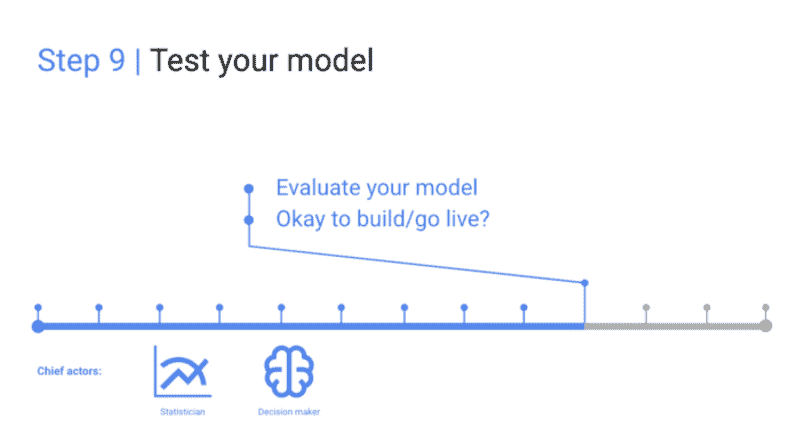 Step 9 | Test your model
Evaluate your model
Okay to build/go live?
Chief actors:
Statistician
Decision maker